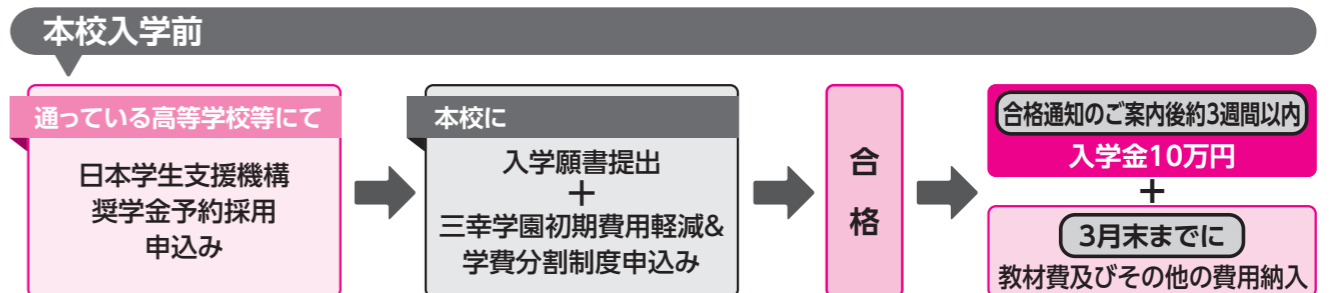 本校入学前
通っている高等学校等にて
日本学生支援機構
奨学金予約採用
申込み
本校に
入学願書提出
＋
三幸学園初期費用軽減&
学費分割制度申込み
合
格
合格通知のご案内後約3週間以内
入学金10万円
＋
3月末までに
教材費及びその他の費用納入